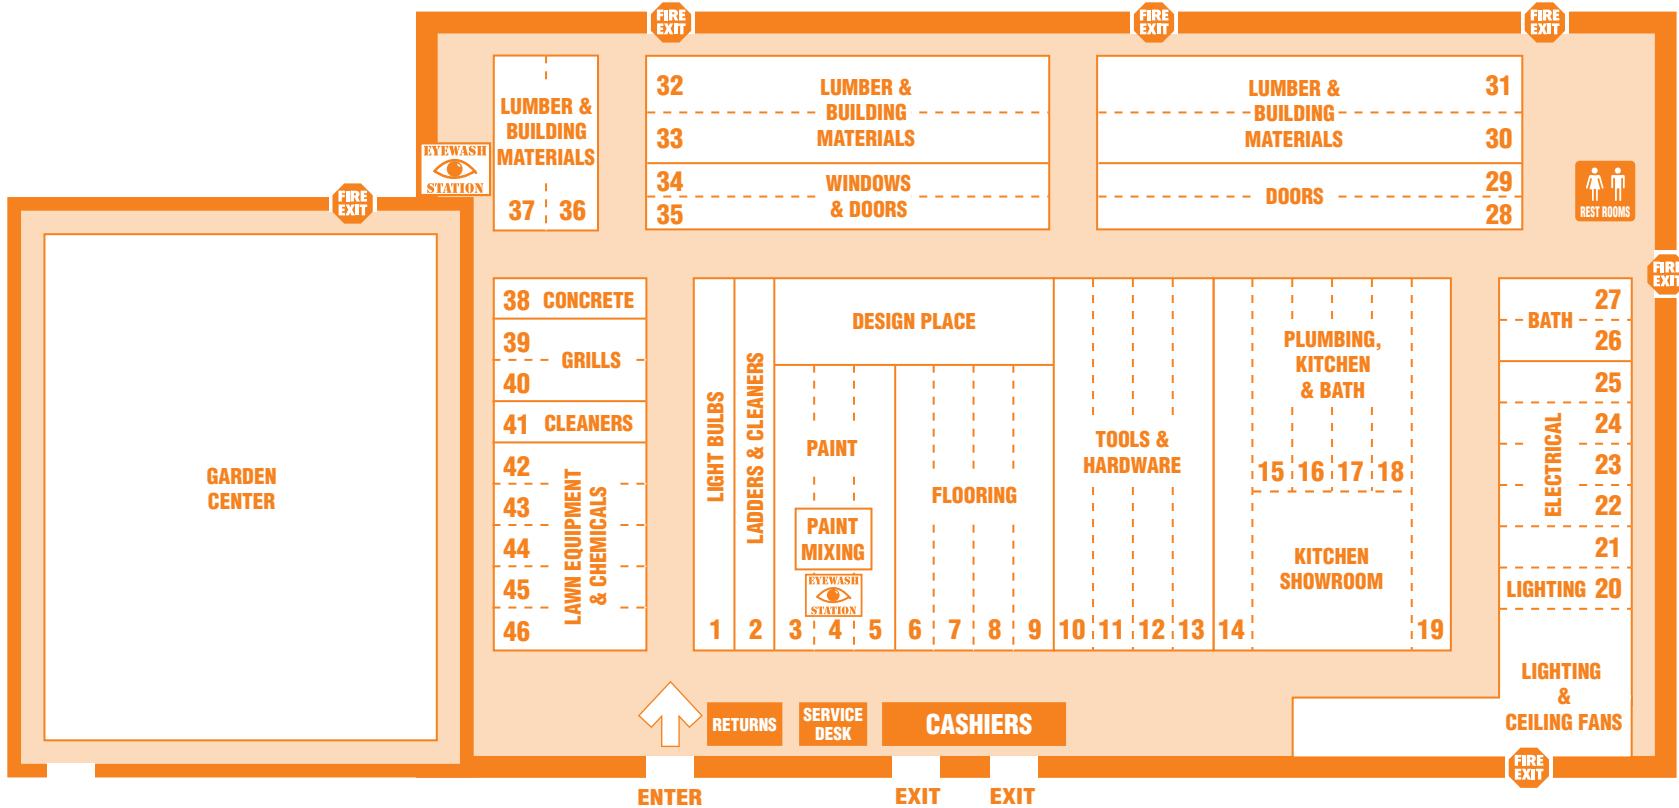 FIRE
EXIT
FIRE
EXIT
FIRE
EXIT
LUMBER &
BUILDING
MATERIALS
37
36
EYEWASH
STATION
32
33
LUMBER &
BUILDING
MATERIALS
34
35
WINDOWS
& DOORS
LUMBER &
BUILDING
MATERIALS
31
30
DOORS
29
28
REST ROOMS
FIRE
EXIT
FIRE
EXIT
GARDEN
CENTER
38 CONCRETE
39
GRILLS
40
41 CLEANERS
42
43
44
45
46
LAWN EQUIPMENT
& CHEMICALS
LIGHT BULBS
1
LADDERS & CLEANERS
2
DESIGN PLACE
PAINT
PAINT
MIXING
EYEWASH
STATION
3
4
5
FLOORING
6
7
8
9
TOOLS &
HARDWARE
10
11
12
13
14
PLUMBING,
KITCHEN
& BATH
15
16
17
18
KITCHEN
SHOWROOM
19
27
BATH
26
25
24
23
22
21
ELECTRICAL
LIGHTING 20
LIGHTING
&
CEILING FANS
RETURNS
SERVICE
DESK
CASHIERS
FIRE
EXIT
ENTER
EXIT
EXIT